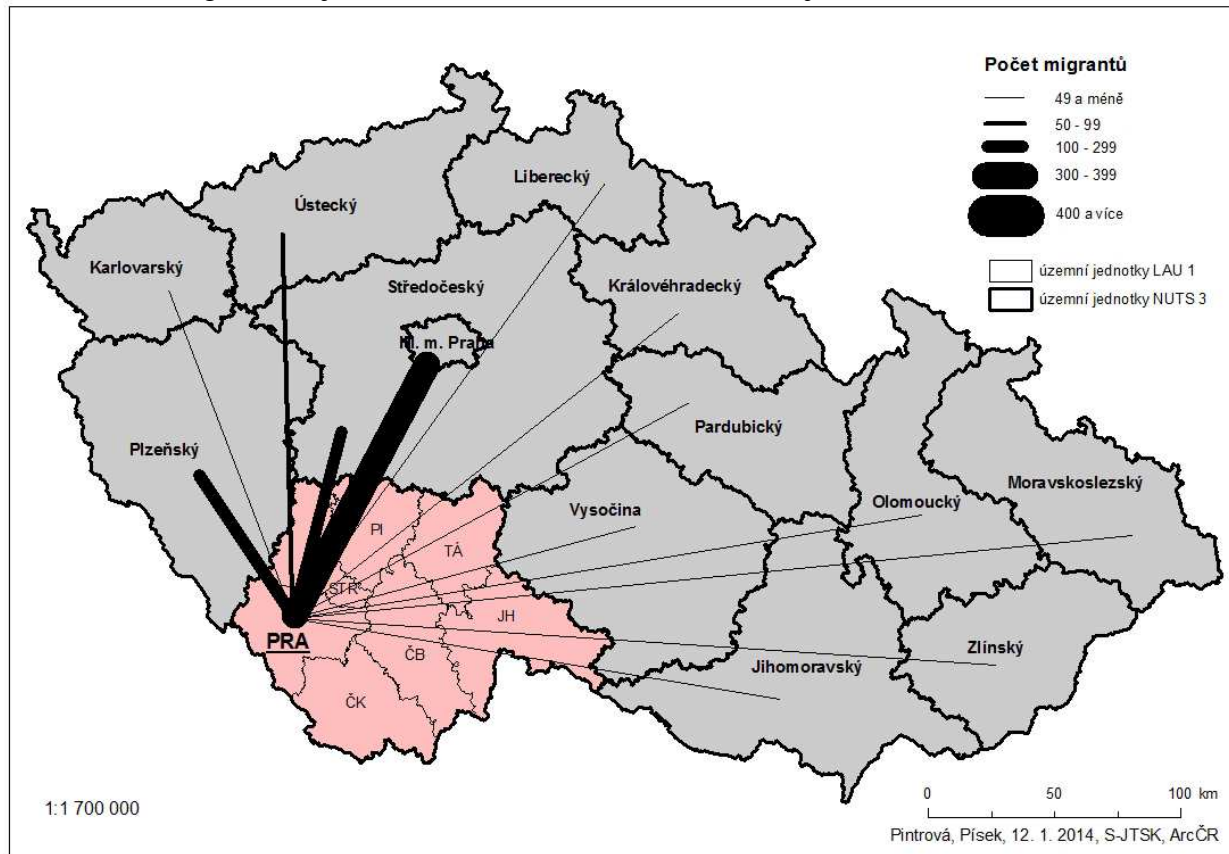 Počet migrantů
49 a méně
50 - 99
100 - 299
300 - 399
400 a více
územní jednotky LAU 1
územní jednotky NUTS 3
Liberecký
Ústecký
Karlovarský
Středočeský
Královéhradecký
Hl. m. Praha
Pardubický
Plzeňský
Moravskoslezský
Olomoucký
Vysočina
PI
TÁ
STR
JH
PRA
ČB
Zlínský
Jihomoravský
ČK
0 50 100 km
1:1 700 000
Pintrová, Písek, 12. 1. 2014, S-JTSK, ArcČR